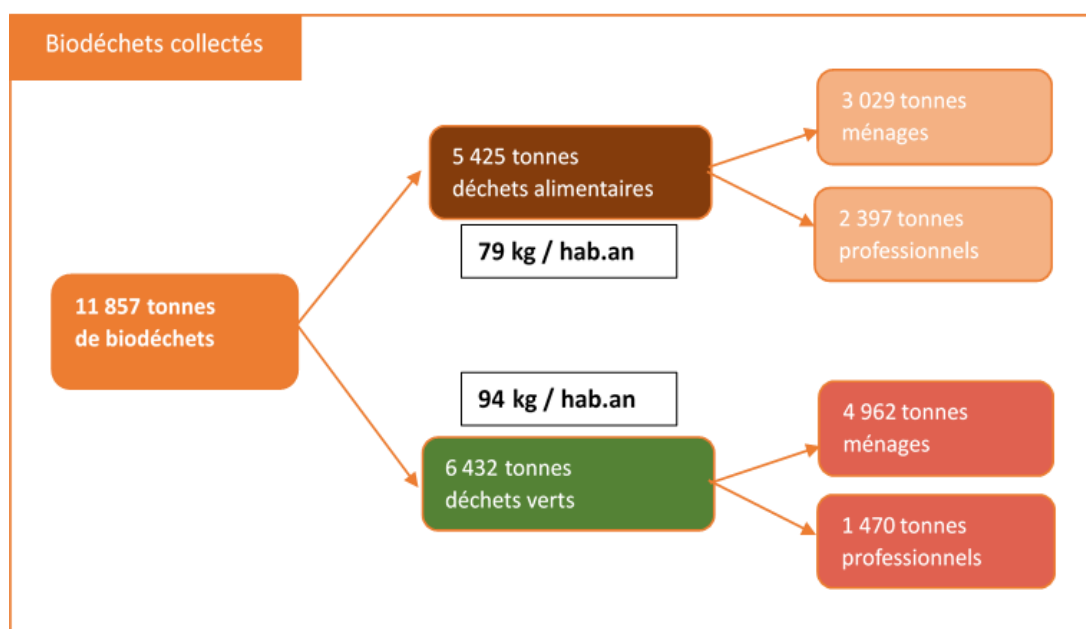 Biodéchets collectés
11 857 tonnes
de biodéchets
5 425 tonnes
déchets alimentaires
79 kg / hab.an
3 029 tonnes
ménages
2 397 tonnes
professionnels
94 kg / hab.an
6 432 tonnes
déchets verts
4 962 tonnes
ménages
1 470 tonnes
professionnels